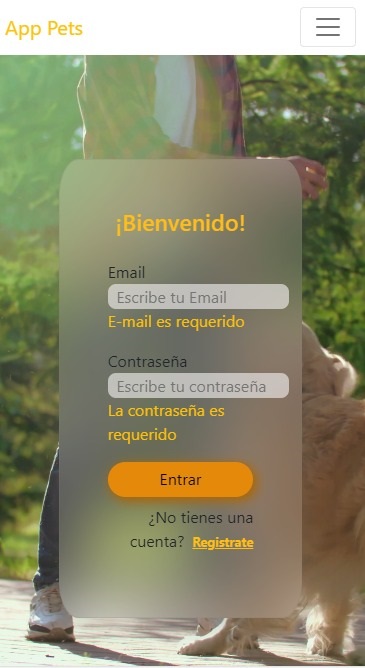 App Pets
¡Bienvenido!
Email
Escribe tu Email
E-mail es requerido
Contraseña
Escribe tu contraseña
La contraseña es
requerido
Entrar
¿No tienes una
cuenta? Registrate